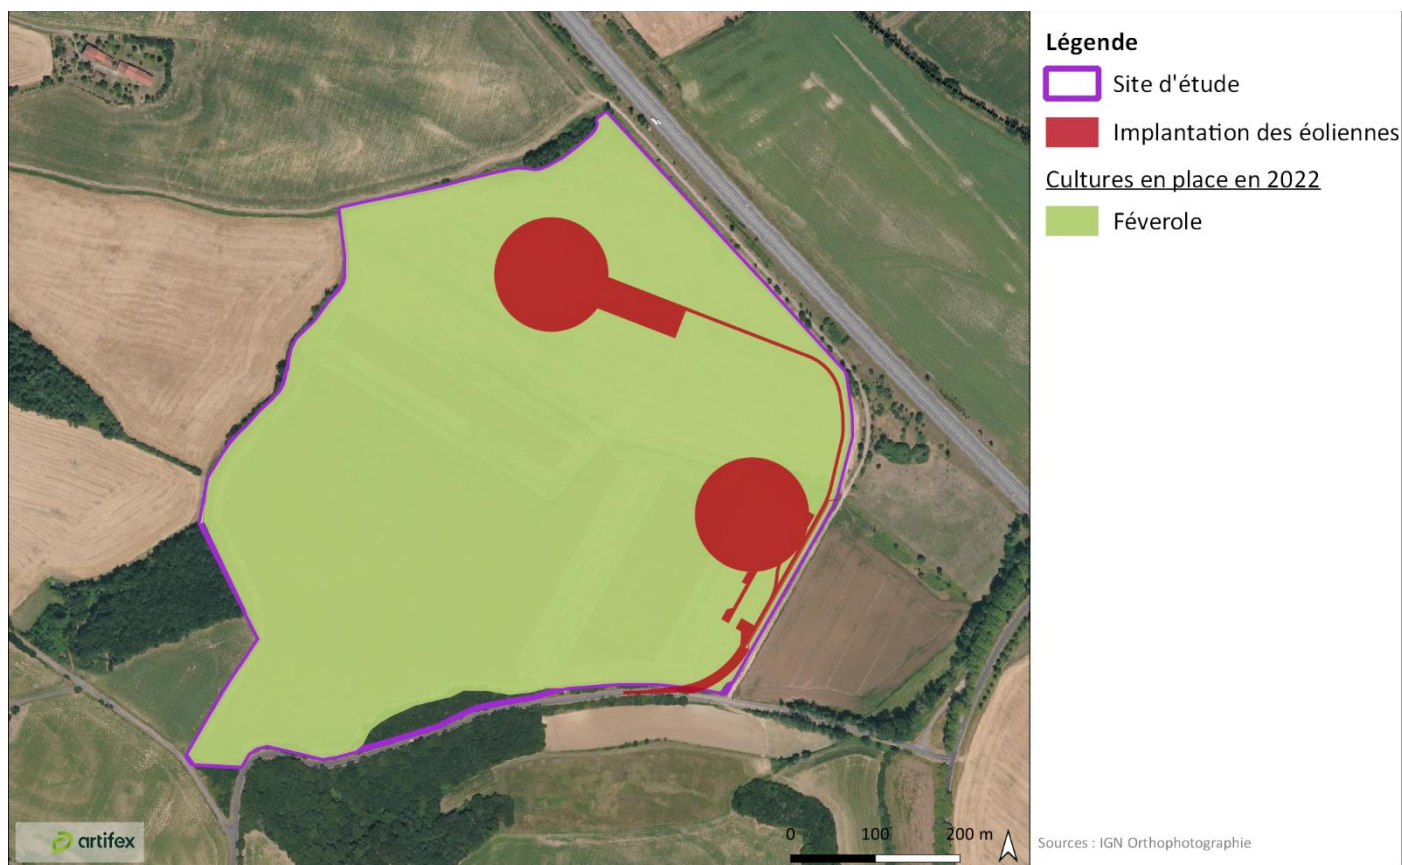 Légende
Site d'étude
Implantation des éoliennes
Cultures en place en 2022
Féverole
artifex
0 100 200 m
Sources : IGN Orthophotographie